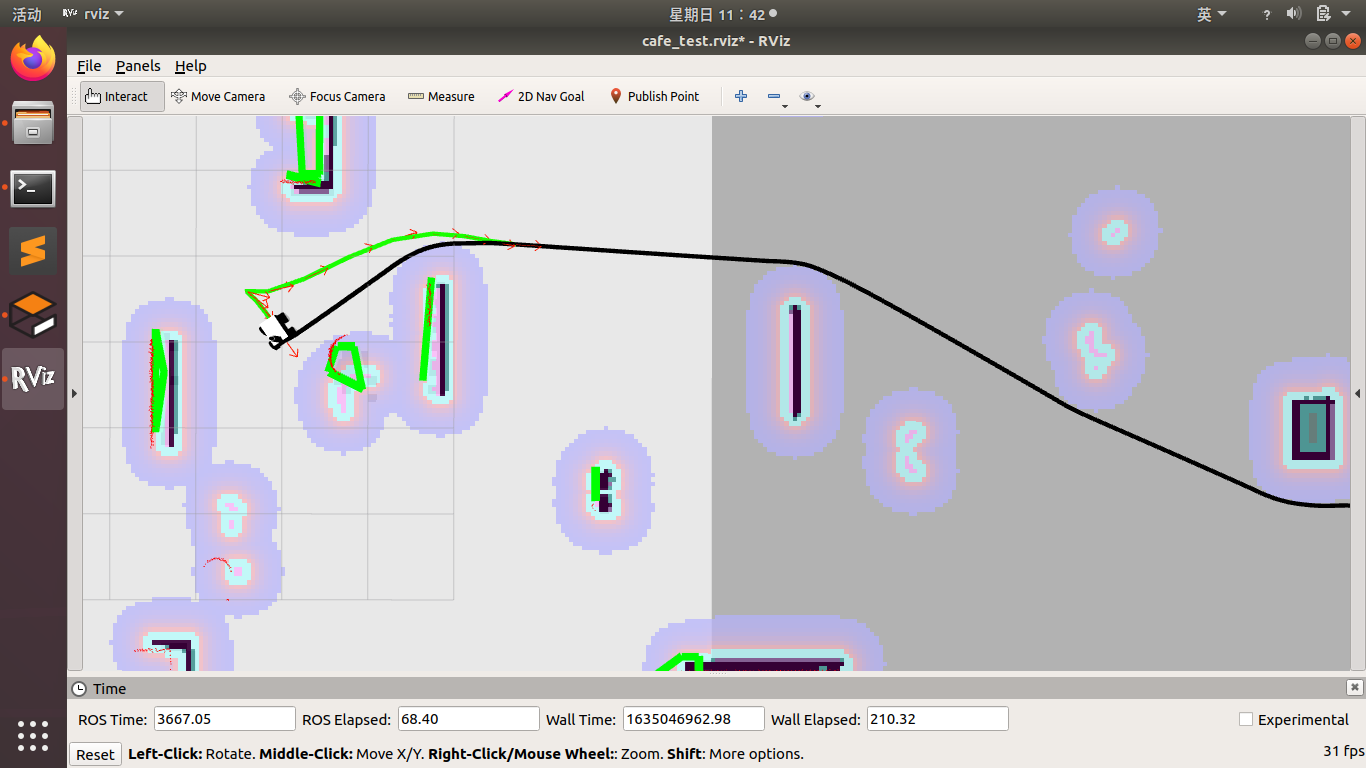 活动 RViz rviz 星期日 11：42 英 ?
cafe_test.rviz* - RViz
File Panels Help
Interact Move Camera Focus Camera Measure 2D Nav Goal Publish Point
RViz
Time
ROS Time: 3667.05 ROS Elapsed: 68.40 Wall Time: 1635046962.98 Wall Elapsed: 210.32 Experimental
Reset Left-Click: Rotate. Middle-Click: Move X/Y. Right-Click/Mouse Wheel:: Zoom. Shift: More options. 31 fps